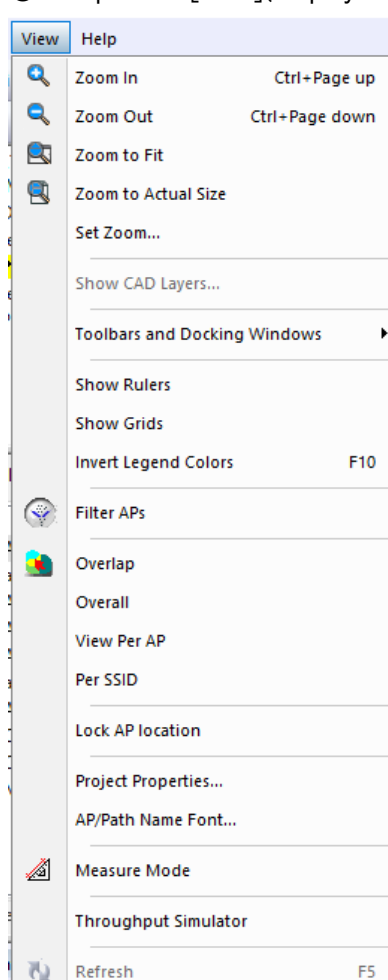 View Help
Zoom In Ctrl+Page up
Zoom Out Ctrl+Page down
Zoom to Fit
Zoom to Actual Size
Set Zoom...
Show CAD Layers...
Toolbars and Docking Windows
Show Rulers
Show Grids
Invert Legend Colors F10
Filter APs
Overlap
Overall
View Per AP
Per SSID
Lock AP location
Project Properties...
AP/Path Name Font...
Measure Mode
Throughput Simulator
Refresh F5